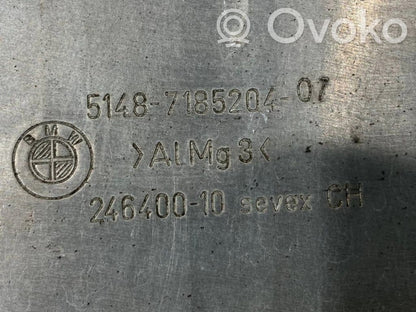 Ovoko
5148-7185204-07
BMW
>AlMg3<
246400-10 sevex CH